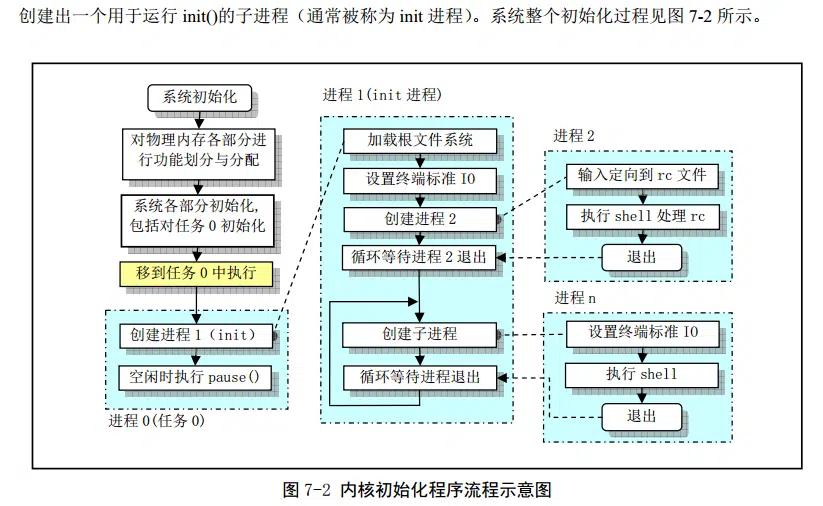 创建出一个用于运行 init()的子进程（通常被称为 init 进程）。系统整个初始化过程见图 7-2 所示。
系统初始化
对物理内存各部分进
行功能划分与分配
系统各部分初始化,
包括对任务 0 初始化
移到任务 0 中执行
创建进程 1（init）
空闲时执行 pause()
进程 0(任务 0)
进程 1(init 进程)
加载根文件系统
设置终端标准 IO
创建进程 2
循环等待进程 2 退出
创建子进程
循环等待进程退出
进程 2
输入定向到 rc 文件
执行 shell 处理 rc
退出
进程 n
设置终端标准 IO
执行 shell
退出
图 7-2 内核初始化程序流程示意图